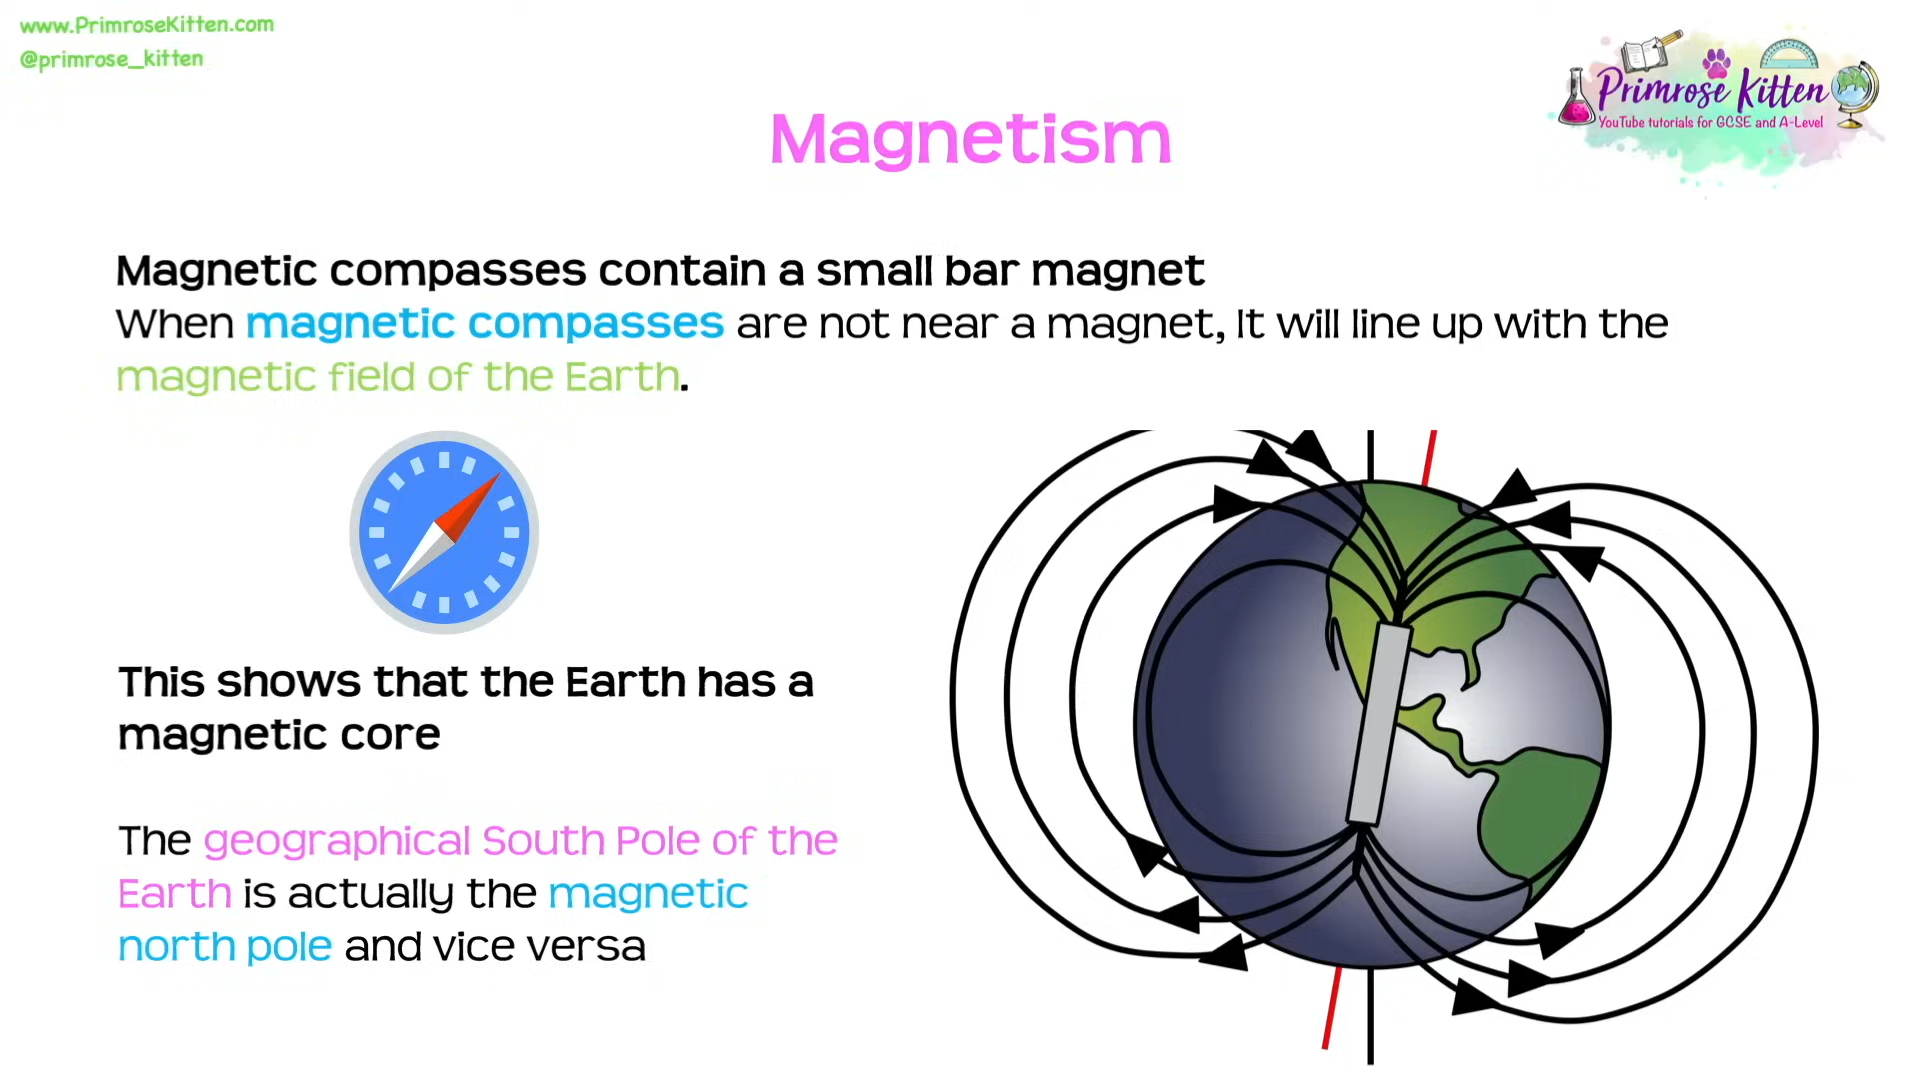 www.PrimroseKitten.com
@primrose_kitten
Primrose Kitten
YouTube tutorials for GCSE and A-Level
Magnetism
Magnetic compasses contain a small bar magnet
When magnetic compasses are not near a magnet, It will line up with the
magnetic field of the Earth.
This shows that the Earth has a
magnetic core
The geographical South Pole of the
Earth is actually the magnetic
north pole and vice versa